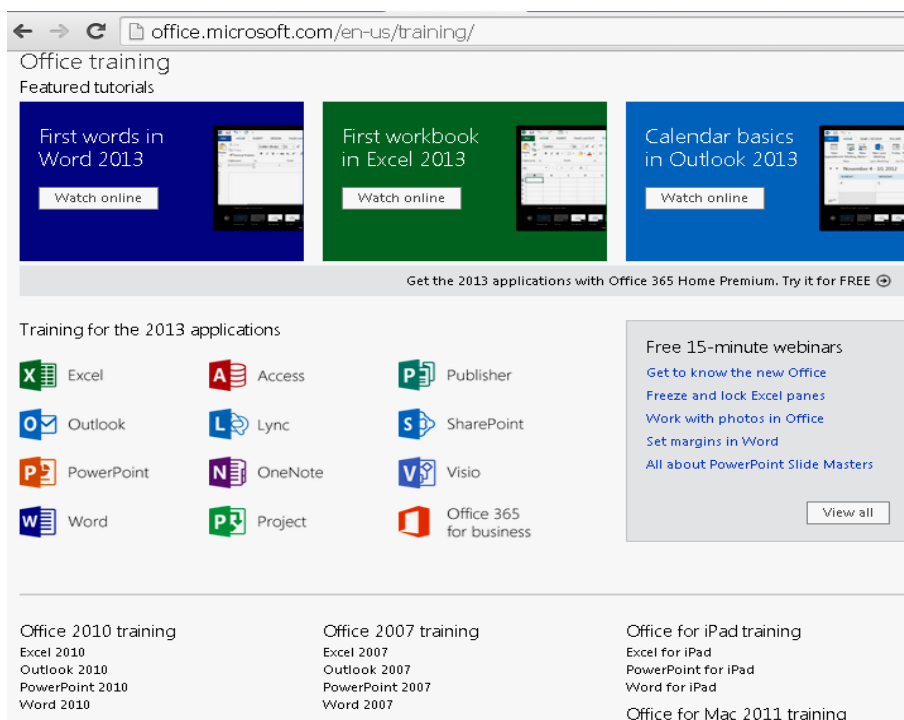 office.microsoft.com/en-us/training/
Office training
Featured tutorials
First words in
Word 2013
Watch online
First workbook
in Excel 2013
Watch online
Calendar basics
in Outlook 2013
Watch online
November 4 - 10, 2012
Get the 2013 applications with Office 365 Home Premium. Try it for FREE
Training for the 2013 applications
Excel
Access
Publisher
Outlook
Lync
SharePoint
PowerPoint
OneNote
Visio
Word
Project
Office 365
for business
Free 15-minute webinars
Get to know the new Office
Freeze and lock Excel panes
Work with photos in Office
Set margins in Word
All about PowerPoint Slide Masters
View all
Office 2010 training
Excel 2010
Outlook 2010
PowerPoint 2010
Word 2010
Office 2007 training
Excel 2007
Outlook 2007
PowerPoint 2007
Word 2007
Office for iPad training
Excel for iPad
PowerPoint for iPad
Word for iPad
Office for Mac 2011 training